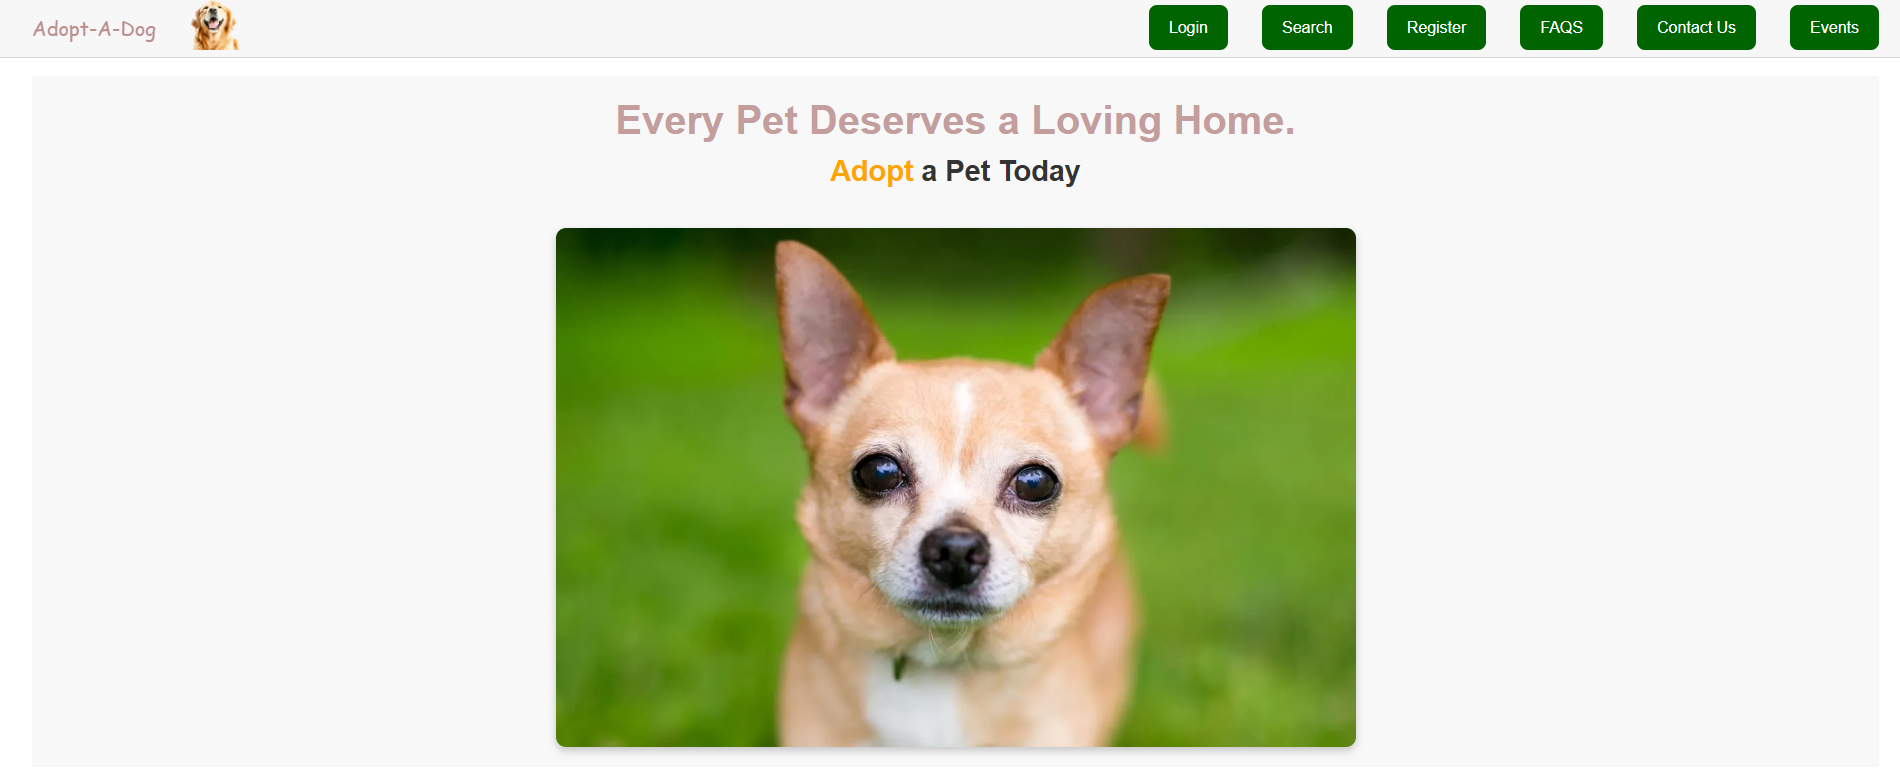 Adopt-A-Dog
Login
Search
Register
FAQS
Contact Us
Events
Every Pet Deserves a Loving Home.
Adopt a Pet Today